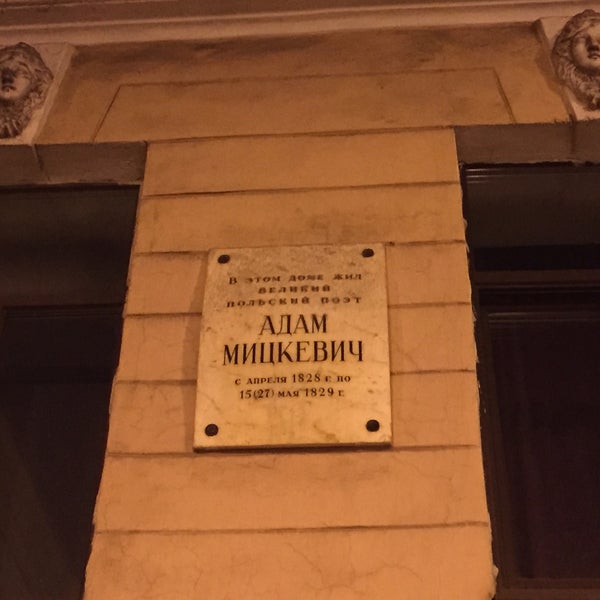 В этом доме жил
великий
польский поэт
АДАМ
МИЦКЕВИЧ
с апреля 1828 г. по
15(27) мая 1829 г.